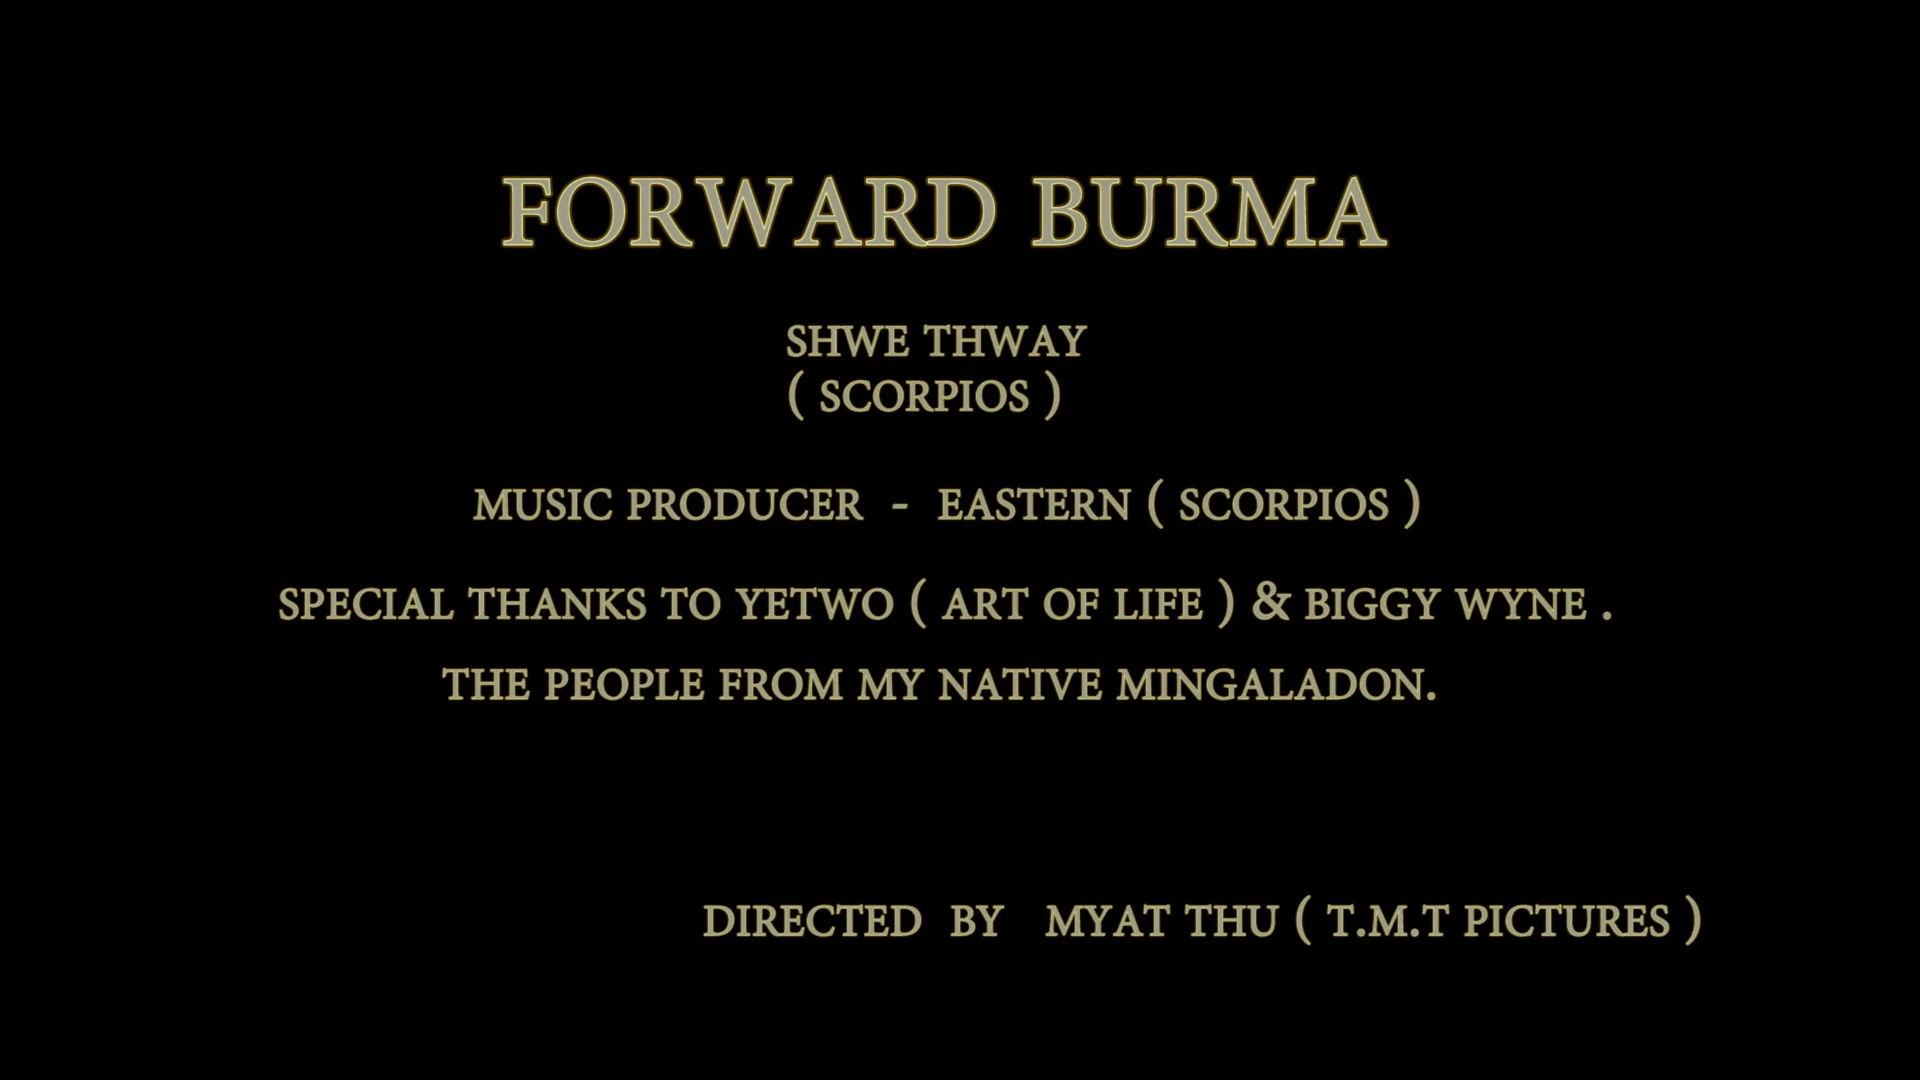 FORWARD BURMA
SHWE THWAY
( SCORPIOS )
MUSIC PRODUCER - EASTERN ( SCORPIOS )
SPECIAL THANKS TO YETWO ( ART OF LIFE ) & BIGGY WYNE .
THE PEOPLE FROM MY NATIVE MINGALADON.
DIRECTED BY MYAT THU ( T.M.T PICTURES )